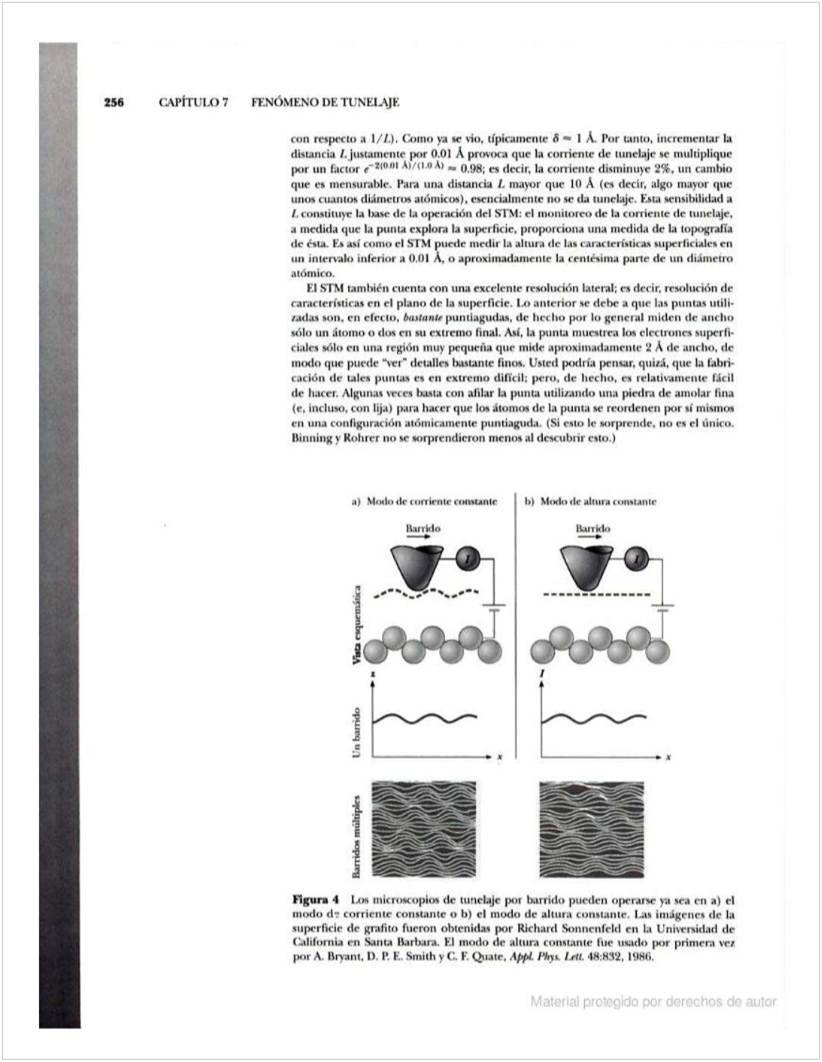 256 CAPÍTULO 7 FENÓMENO DE TUNELAJE
con respecto a 1/L). Como ya se vio, típicamente δ ≈ 1 Å. Por tanto, incrementar la
distancia L justamente por 0.01 Å provoca que la corriente de tunelaje se multiplique
por un factor e^−2(0.01 Å)/(1.0 Å) ≈ 0.98; es decir, la corriente disminuye 2%, un cambio
que es mensurable. Para una distancia L mayor que 10 Å (es decir, algo mayor que
unos cuantos diámetros atómicos), esencialmente no se da tunelaje. Esta sensibilidad a
L constituye la base de la operación del STM: el monitoreo de la corriente de tunelaje,
a medida que la punta explora la superficie, proporciona una medida de la topografía
de ésta. Es así como el STM puede medir la altura de las características superficiales en
un intervalo inferior a 0.01 Å, o aproximadamente la centésima parte de un diámetro
atómico.
El STM también cuenta con una excelente resolución lateral; es decir, resolución de
características en el plano de la superficie. Lo anterior se debe a que las puntas utili-
zadas son, en efecto, bastante puntiagudas, de hecho por lo general miden de ancho
sólo un átomo o dos en su extremo final. Así, la punta muestrea los electrones superfi-
ciales sólo en una región muy pequeña que mide aproximadamente 2 Å de ancho, de
modo que puede "ver" detalles bastante finos. Usted podría pensar, quizá, que la fabri-
cación de tales puntas es en extremo difícil; pero, de hecho, es relativamente fácil
de hacer. Algunas veces basta con afilar la punta utilizando una piedra de amolar fina
(e, incluso, con lija) para hacer que los átomos de la punta se reordenen por sí mismos
en una configuración atómicamente puntiaguda. (Si esto le sorprende, no es el único.
Binning y Rohrer no se sorprendieron menos al descubrir esto.)
a) Modo de corriente constante
Barrido
I
Vista esquemática
z
Un barrido
x
Barridos múltiples
b) Modo de altura constante
Barrido
I
I
x
Figura 4 Los microscopios de tunelaje por barrido pueden operarse ya sea en a) el
modo de corriente constante o b) el modo de altura constante. Las imágenes de la
superficie de grafito fueron obtenidas por Richard Sonnenfeld en la Universidad de
California en Santa Barbara. El modo de altura constante fue usado por primera vez
por A. Bryant, D. P. E. Smith y C. F. Quate, Appl. Phys. Lett. 48:832, 1986.
Material protegido por derechos de autor